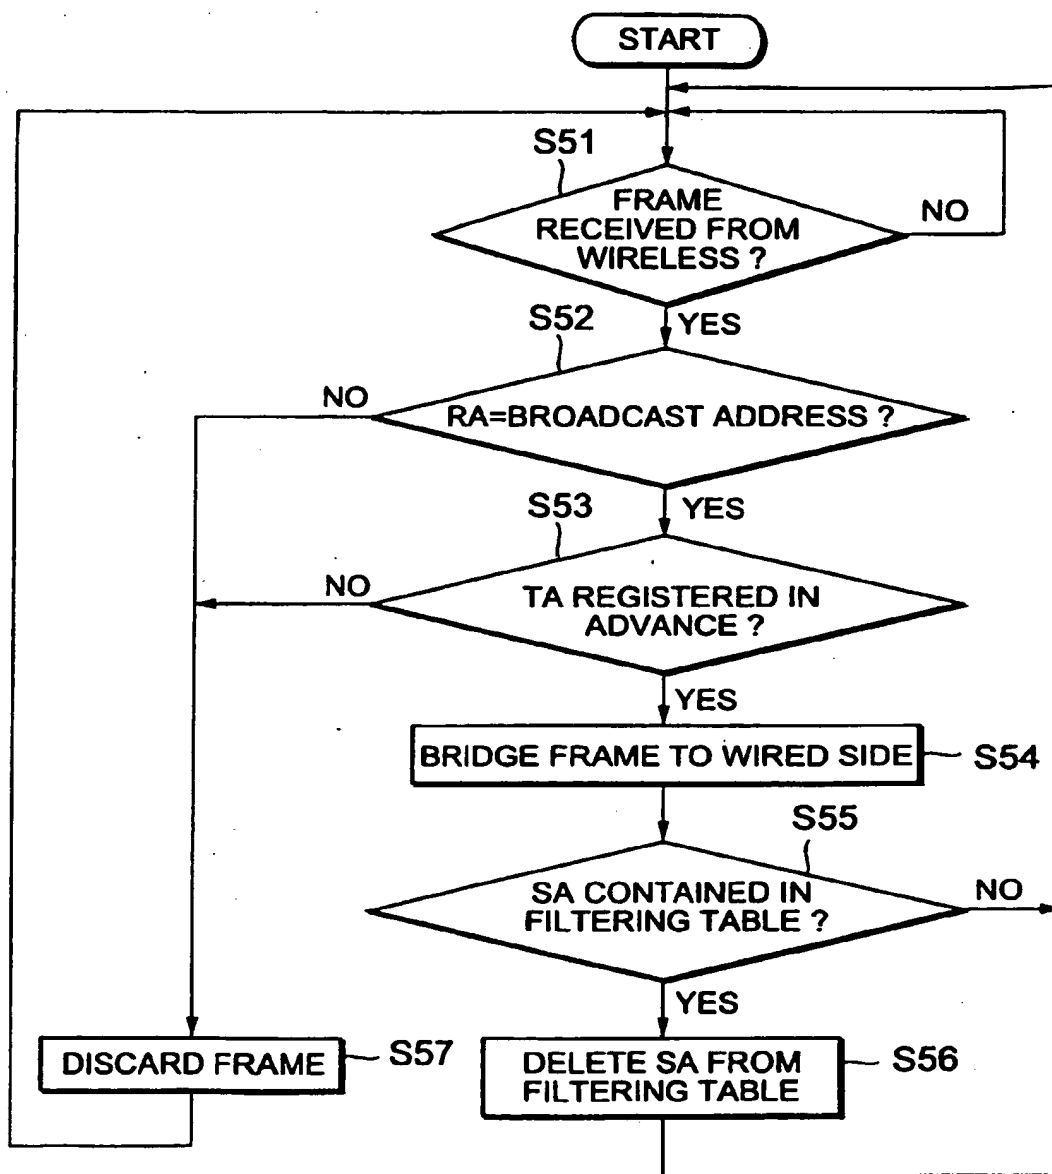 START
S51
FRAME
RECEIVED FROM
WIRELESS ?
NO
YES
S52
NO
RA=BROADCAST ADDRESS ?
YES
S53
NO
TA REGISTERED IN
ADVANCE ?
YES
BRIDGE FRAME TO WIRED SIDE
S54
S55
SA CONTAINED IN
FILTERING TABLE ?
NO
YES
DISCARD FRAME
S57
DELETE SA FROM
FILTERING TABLE
S56